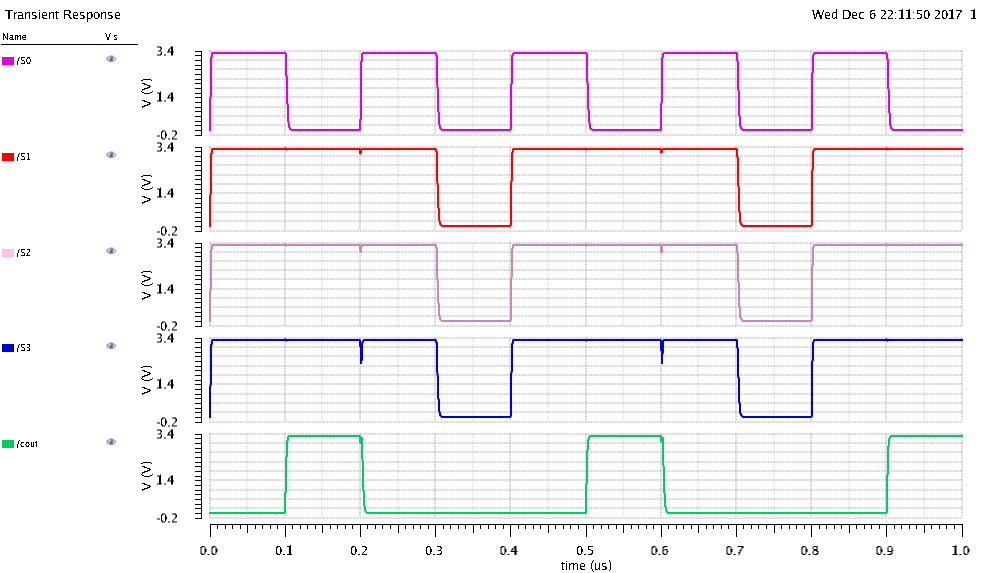 Transient Response Wed Dec 6 22:11:50 2017 1
Name Vs
/S0
3.4
1.4
-0.2
V (V)
/S1
3.4
1.4
-0.2
V (V)
/S2
3.4
1.4
-0.2
V (V)
/S3
3.4
1.4
-0.2
V (V)
/cout
3.4
1.4
-0.2
V (V)
0.0 0.1 0.2 0.3 0.4 0.5 0.6 0.7 0.8 0.9 1.0
time (us)